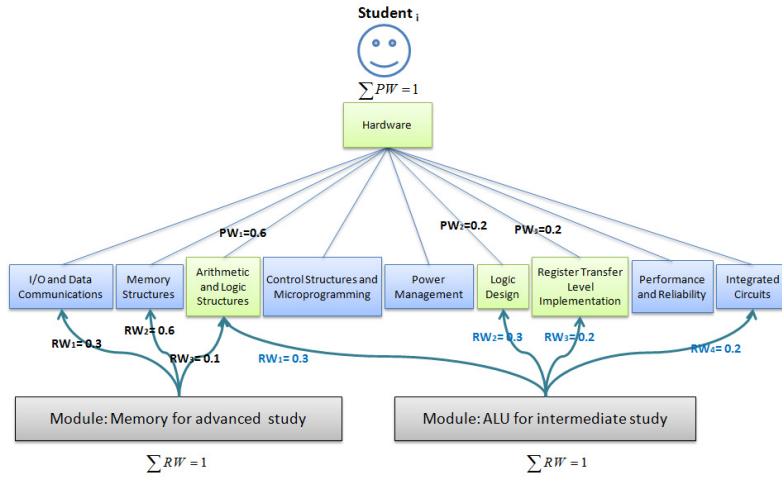 Student i
∑PW = 1
Hardware
PW₁=0.6
PW₂=0.2
PW₃=0.2
I/O and Data
Communications
Memory
Structures
Arithmetic
and Logic
Structures
Control Structures and
Microprogramming
Power
Management
Logic
Design
Register Transfer
Level
Implementation
Performance
and Reliability
Integrated
Circuits
RW₁= 0.3
RW₂= 0.6
RW₃= 0.1
RW₁= 0.3
RW₂= 0.3
RW₃= 0.2
RW₄= 0.2
Module: Memory for advanced study
Module: ALU for intermediate study
∑RW = 1
∑RW = 1